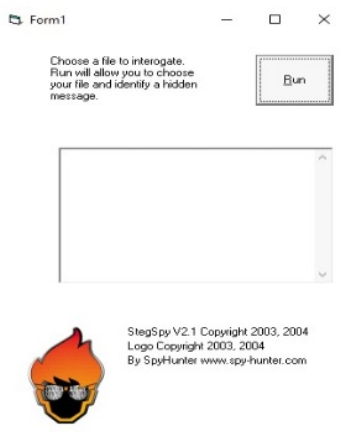 Form1
Choose a file to interogate.
Run will allow you to choose
your file and identify a hidden
message.
Run
StegSpy V2.1 Copyright 2003, 2004
Logo Copyright 2003, 2004
By SpyHunter www.spy-hunter.com